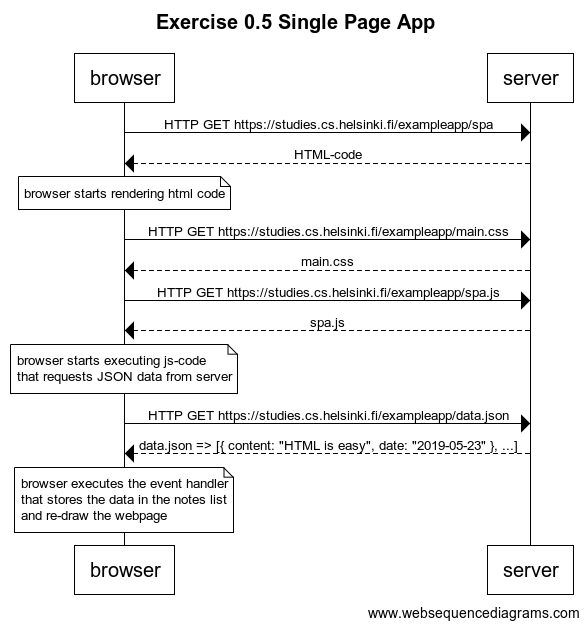 Exercise 0.5 Single Page App
browser
server
HTTP GET https://studies.cs.helsinki.fi/exampleapp/spa
HTML-code
browser starts rendering html code
HTTP GET https://studies.cs.helsinki.fi/exampleapp/main.css
main.css
HTTP GET https://studies.cs.helsinki.fi/exampleapp/spa.js
spa.js
browser starts executing js-code
that requests JSON data from server
HTTP GET https://studies.cs.helsinki.fi/exampleapp/data.json
data.json => [{ content: "HTML is easy", date: "2019-05-23" }, ...]
browser executes the event handler
that stores the data in the notes list
and re-draw the webpage
browser
server
www.websequencediagrams.com